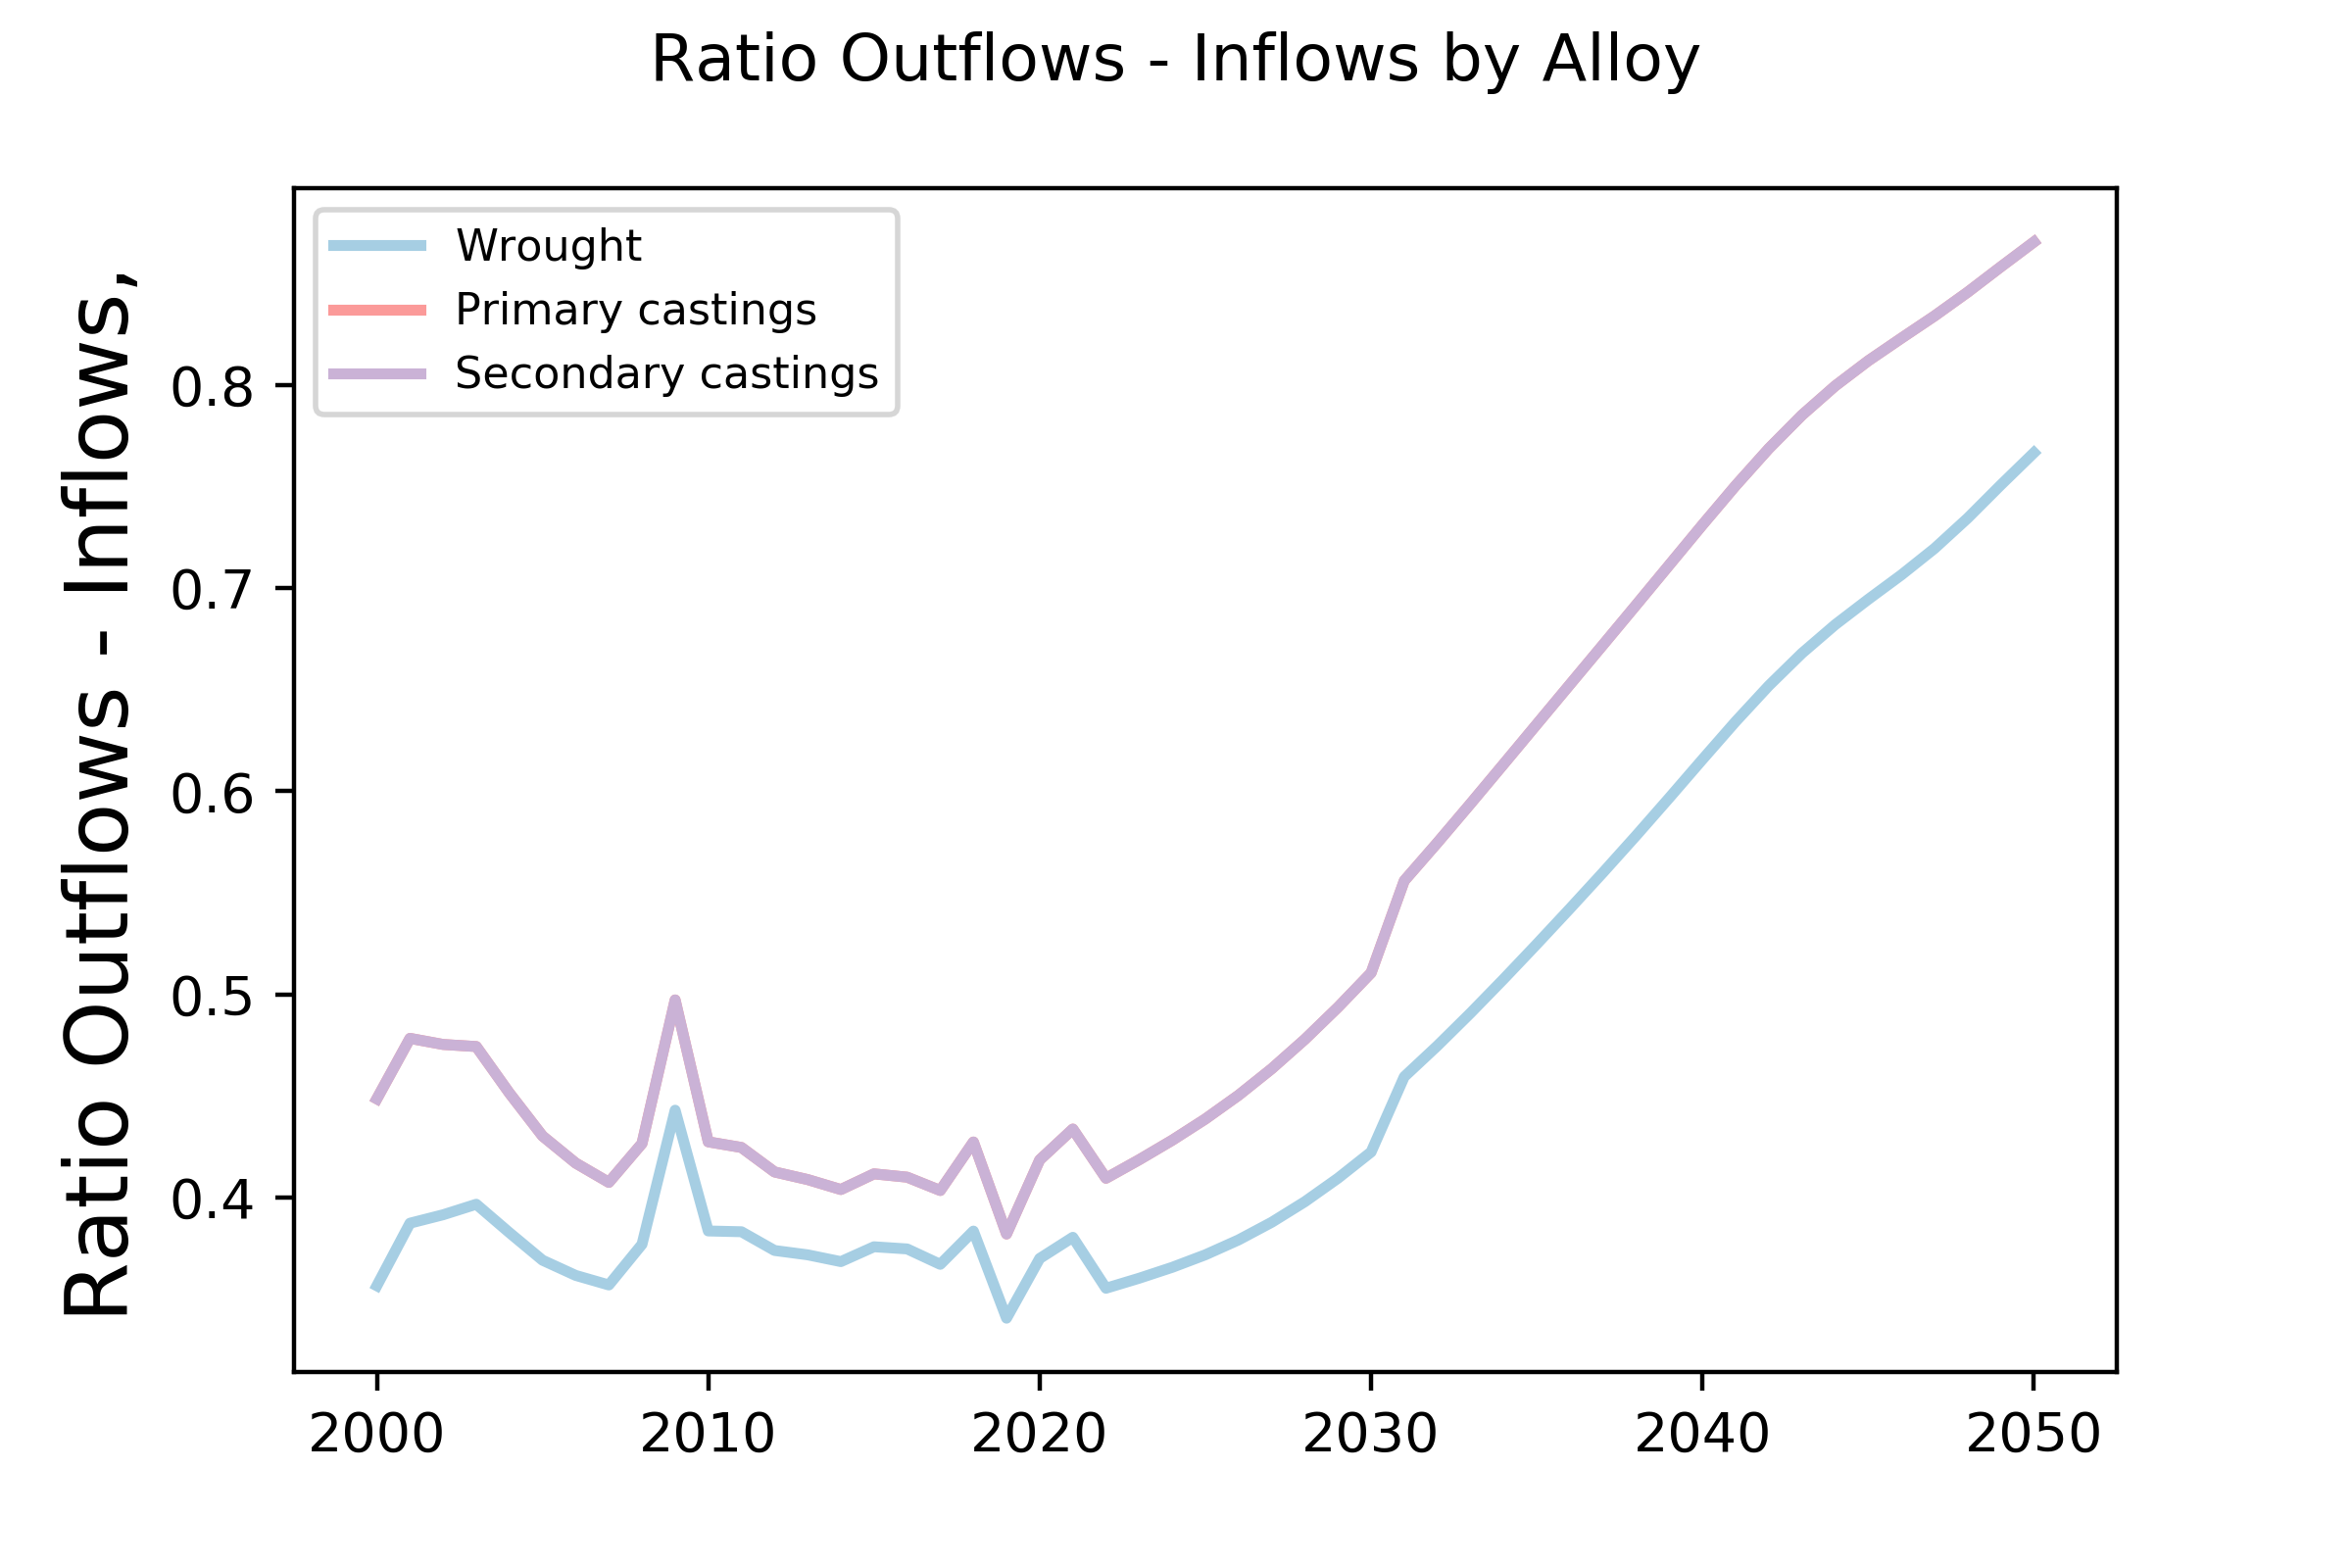 Ratio Outflows - Inflows by Alloy
Ratio Outflows - Inflows,
Wrought
Primary castings
Secondary castings
0.8
0.7
0.6
0.5
0.4
2000
2010
2020
2030
2040
2050